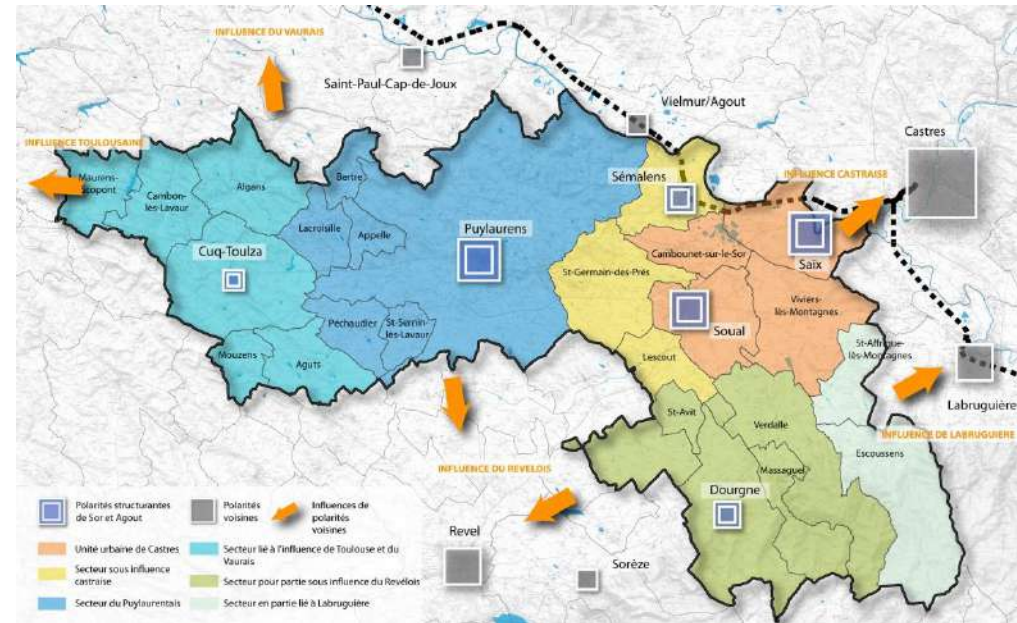 INFLUENCE DU VAURAIS
Saint-Paul-Cap-de-Joux
Vielmur/Agout
Castres
INFLUENCE TOULOUSAINE
Maurens-
Scopont
Cambon-
lès-Lavaur
Algans
Bertre
Sémalens
INFLUENCE CASTRAISE
Lacroisille
Appelle
Puylaurens
Cuq-Toulza
Cambounet-sur-le-Sor
Saïx
St-Germain-des-Prés
Viviers-
lès-Montagnes
Péchaudier
St-Sernin-
lès-Lavaur
Soual
Mouzens
Aguts
Lescout
St-Affrique-
lès-Montagnes
Labruguière
St-Avit
Verdalle
INFLUENCE DE LABRUGUIERE
Escoussens
INFLUENCE DU REVELOIS
Massaguel
Dourgne
Revel
Sorèze
Polarités structurantes
de Sor et Agout
Polarités
voisines
Influences de
polarités
voisines
Unité urbaine de Castres
Secteur sous influence
castraise
Secteur du Puylaurentais
Secteur lié à l'influence de Toulouse et du
Vaurais
Secteur pour partie sous influence du Revélois
Secteur en partie lié à Labruguière